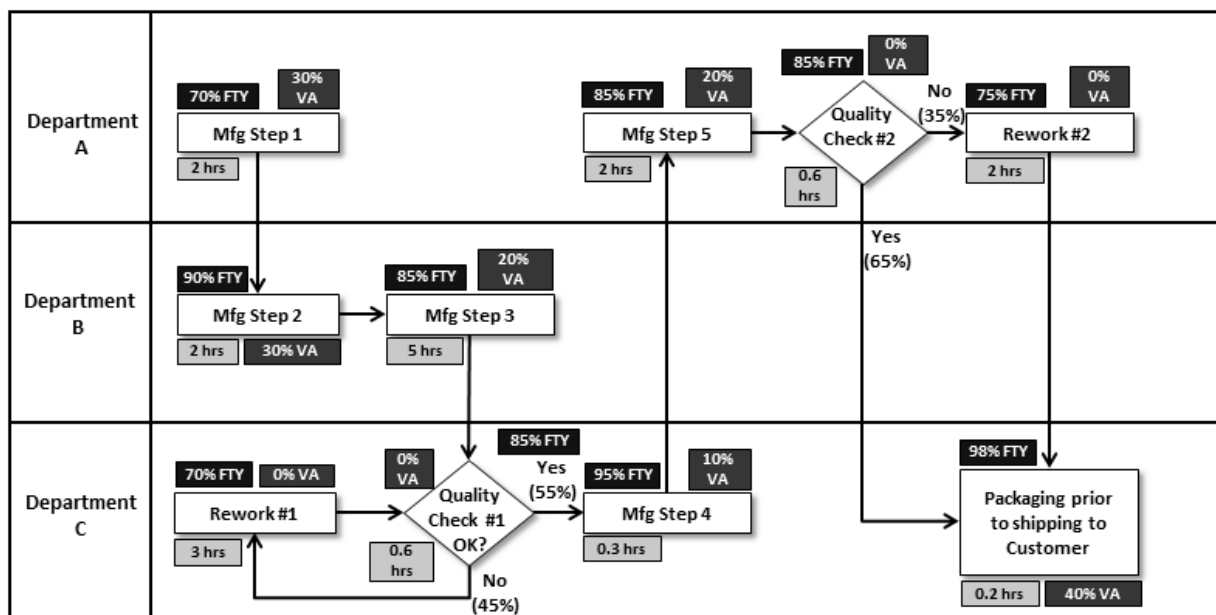 Department
A
70% FTY
30%
VA
Mfg Step 1
2 hrs
85% FTY
20%
VA
Mfg Step 5
2 hrs
85% FTY
0%
VA
Quality
Check #2
0.6
hrs
No
(35%)
75% FTY
0%
VA
Rework #2
2 hrs
Yes
(65%)
Department
B
90% FTY
Mfg Step 2
2 hrs
30% VA
85% FTY
20%
VA
Mfg Step 3
5 hrs
Department
C
70% FTY
0% VA
Rework #1
3 hrs
0%
VA
85% FTY
Quality
Check #1
OK?
0.6
hrs
Yes
(55%)
No
(45%)
95% FTY
10%
VA
Mfg Step 4
0.3 hrs
98% FTY
Packaging prior
to shipping to
Customer
0.2 hrs
40% VA